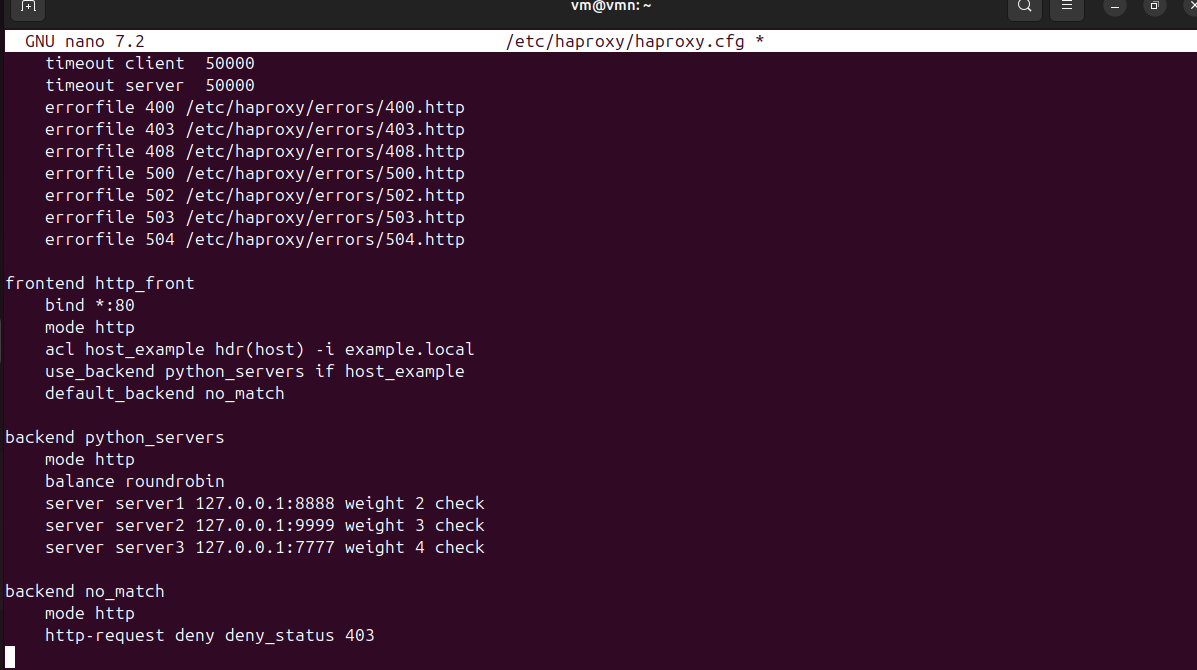 vm@vmn: ~
GNU nano 7.2 /etc/haproxy/haproxy.cfg *
timeout client  50000
timeout server  50000
errorfile 400 /etc/haproxy/errors/400.http
errorfile 403 /etc/haproxy/errors/403.http
errorfile 408 /etc/haproxy/errors/408.http
errorfile 500 /etc/haproxy/errors/500.http
errorfile 502 /etc/haproxy/errors/502.http
errorfile 503 /etc/haproxy/errors/503.http
errorfile 504 /etc/haproxy/errors/504.http
frontend http_front
bind *:80
mode http
acl host_example hdr(host) -i example.local
use_backend python_servers if host_example
default_backend no_match
backend python_servers
mode http
balance roundrobin
server server1 127.0.0.1:8888 weight 2 check
server server2 127.0.0.1:9999 weight 3 check
server server3 127.0.0.1:7777 weight 4 check
backend no_match
mode http
http-request deny deny_status 403